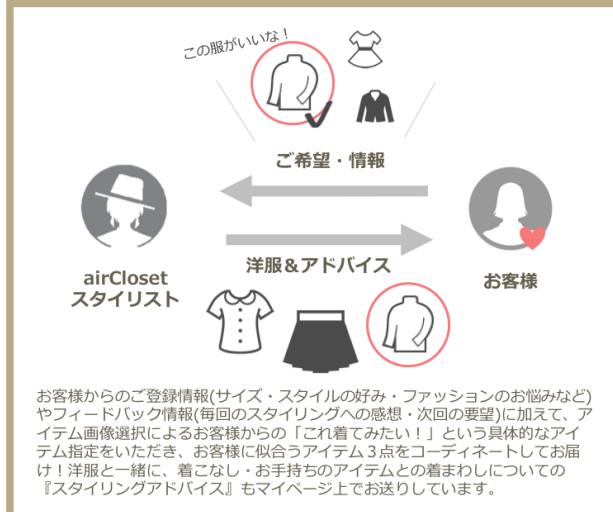 この服がいいな！
ご希望・情報
airCloset
スタイリスト
洋服＆アドバイス
お客様
お客様からのご登録情報(サイズ・スタイルの好み・ファッションのお悩みなど)
やフィードバック情報(毎回のスタイリングへの感想・次回の要望)に加えて、ア
イテム画像選択によるお客様からの「これ着てみたい！」という具体的なアイ
テム指定をいただき、お客様に似合うアイテム３点をコーディネートしてお届
け！洋服と一緒に、着こなし・お手持ちのアイテムとの着まわしについての
『スタイリングアドバイス』もマイページ上でお送りしています。